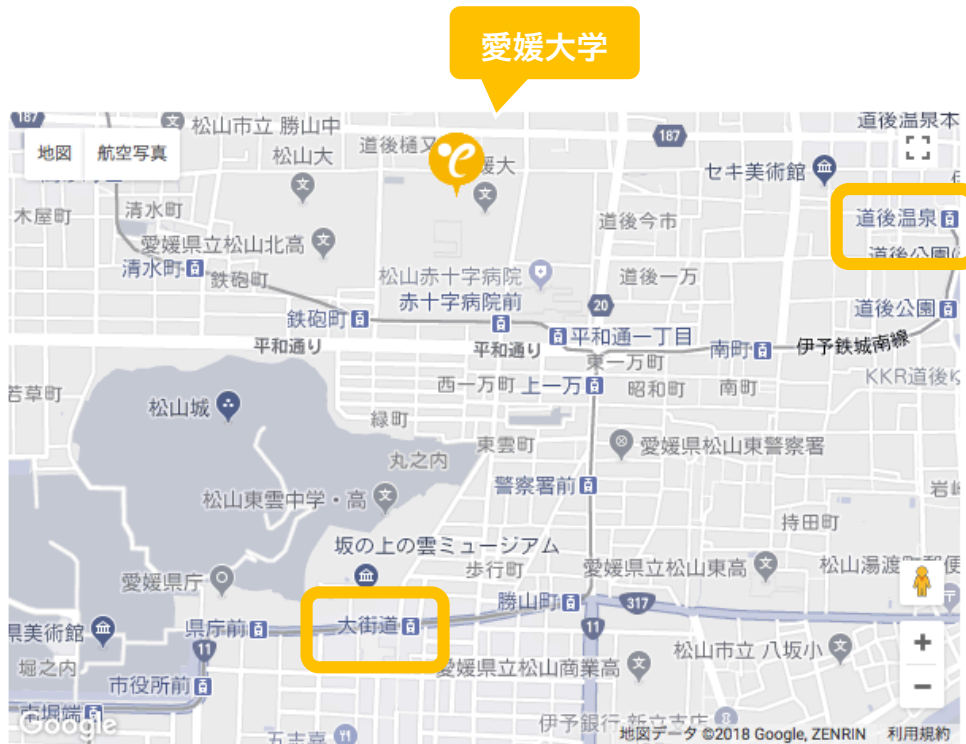 愛媛大学
187
松山市立 勝山中
道後温泉本
地図
航空写真
松山大
道後樋又
媛大
187
セキ美術館
木屋町
清水町
道後今市
道後温泉
愛媛県立松山北高
清水町
鉄砲町
松山赤十字病院
道後一万
道後公園
赤十字病院前
20
道後公園
鉄砲町
平和通一丁目
平和通り
平和通り
南町
伊予鉄城南線
東一万町
若草町
西一万町
上一万
昭和町
南町
KKR道後
松山城
緑町
東雲町
愛媛県松山東警察署
丸之内
警察署前
松山東雲中学・高
持田町
坂の上の雲ミュージアム
歩行町
愛媛県立松山東高
松山湯渡
愛媛県庁
勝山町
317
県美術館
県庁前
大街道
11
11
堀之内
愛媛県立松山商業高
松山市立 八坂小
市役所前
+
−
南堀端
Google
伊予銀行 新立支店
五志喜
地図データ ©2018 Google, ZENRIN
利用規約